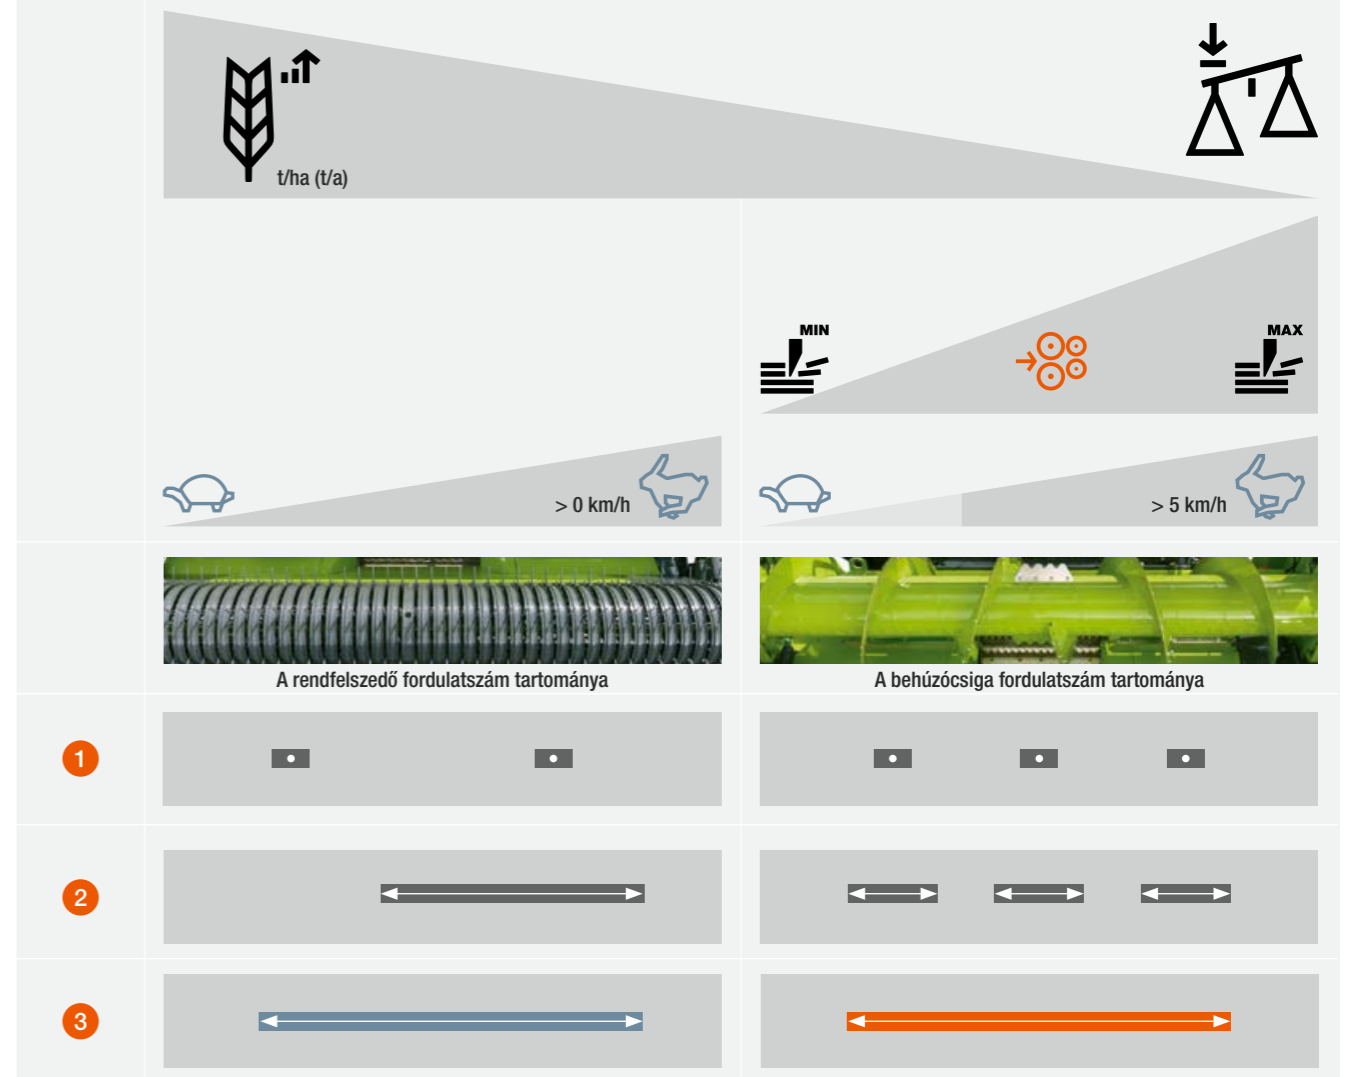 t/ha (t/a)
MIN
MAX
> 0 km/h
> 5 km/h
A rendfelszedő fordulatszám tartománya
A behúzócsiga fordulatszám tartománya
1
2
3